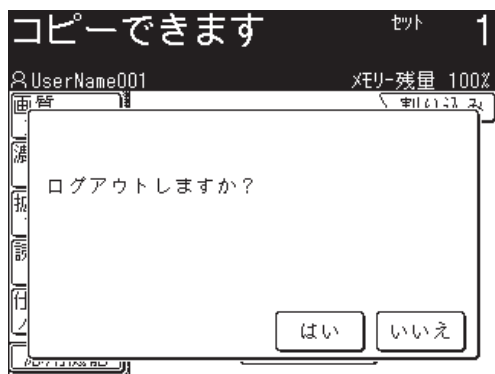 コピーできます セット 1
UserName001 メモリー残量 100%
画質
割り込み
ログアウトしますか?
はい いいえ